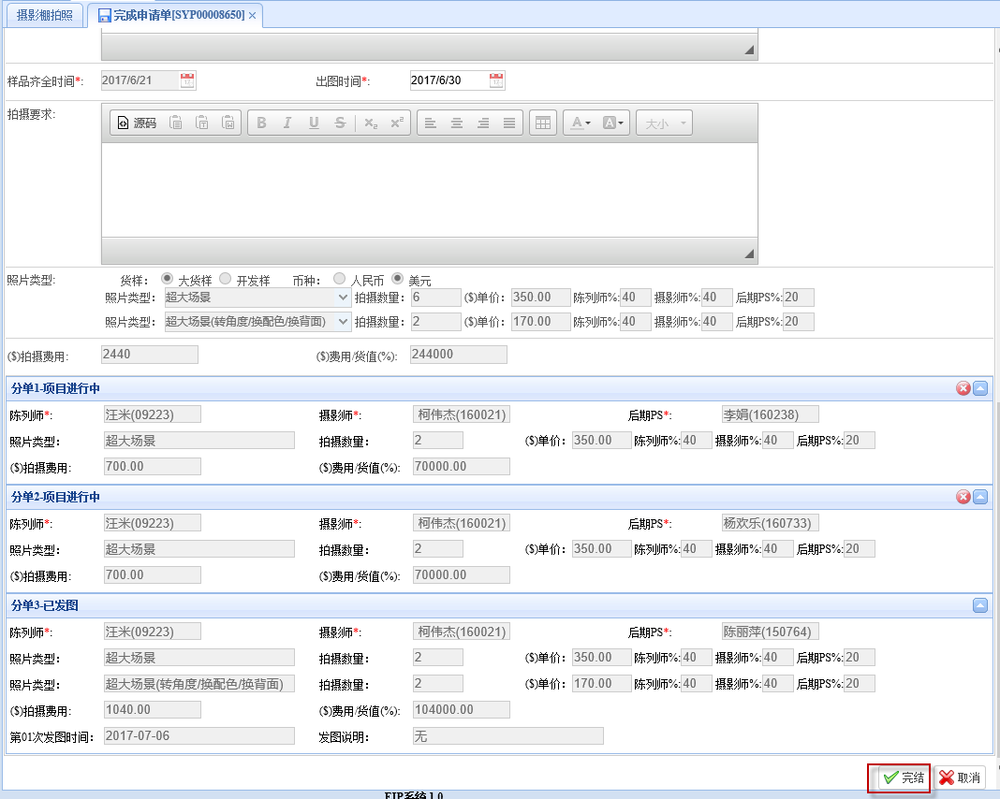 摄影棚拍照 完成申请单[SYP00008650] ×
样品齐全时间*: 2017/6/21 出图时间*: 2017/6/30
拍摄要求: 源码 B I U S x₂ x² A A 大小
照片类型: 货样: 大货样 开发样 币种: 人民币 美元
照片类型: 超大场景 拍摄数量: 6 ($)单价: 350.00 陈列师%: 40 摄影师%: 40 后期PS%: 20
照片类型: 超大场景(转角度/换配色/换背面) 拍摄数量: 2 ($)单价: 170.00 陈列师%: 40 摄影师%: 40 后期PS%: 20
($)拍摄费用: 2440 ($)费用/货值(%): 244000
分单1-项目进行中
陈列师*: 汪米(09223) 摄影师*: 柯伟杰(160021) 后期PS*: 李娟(160238)
照片类型: 超大场景 拍摄数量: 2 ($)单价: 350.00 陈列师%: 40 摄影师%: 40 后期PS%: 20
($)拍摄费用: 700.00 ($)费用/货值(%): 70000.00
分单2-项目进行中
陈列师*: 汪米(09223) 摄影师*: 柯伟杰(160021) 后期PS*: 杨欢乐(160733)
照片类型: 超大场景 拍摄数量: 2 ($)单价: 350.00 陈列师%: 40 摄影师%: 40 后期PS%: 20
($)拍摄费用: 700.00 ($)费用/货值(%): 70000.00
分单3-已发图
陈列师*: 汪米(09223) 摄影师*: 柯伟杰(160021) 后期PS*: 陈丽萍(150764)
照片类型: 超大场景 拍摄数量: 2 ($)单价: 350.00 陈列师%: 40 摄影师%: 40 后期PS%: 20
照片类型: 超大场景(转角度/换配色/换背面) 拍摄数量: 2 ($)单价: 170.00 陈列师%: 40 摄影师%: 40 后期PS%: 20
($)拍摄费用: 1040.00 ($)费用/货值(%): 104000.00
第01次发图时间: 2017-07-06 发图说明: 无
完结 取消
系统 1.0